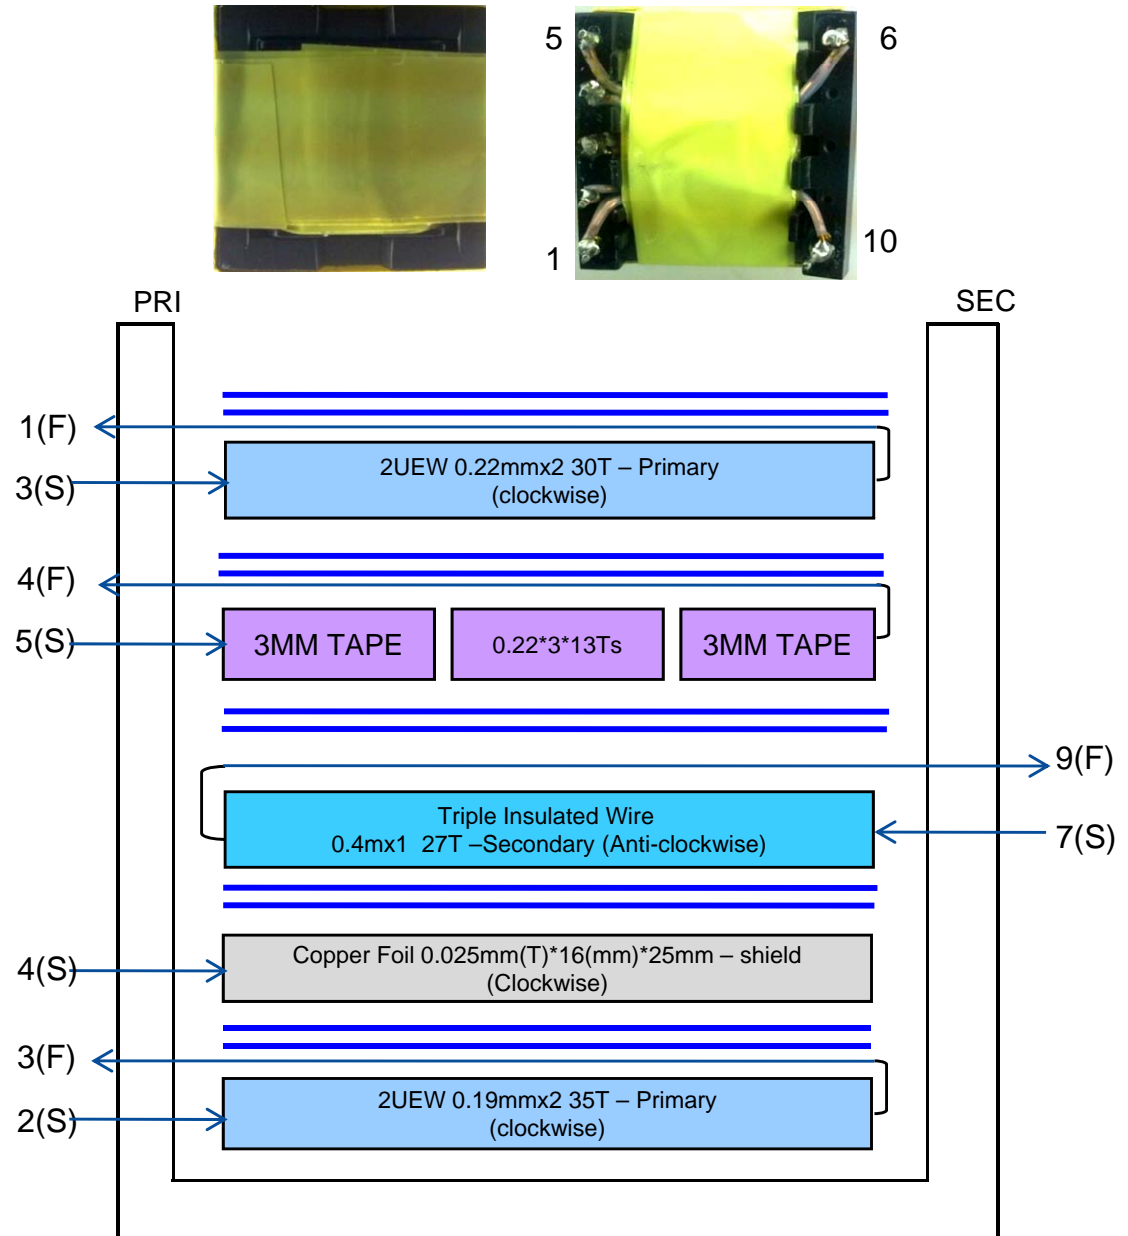 5
6
1
10
PRI
SEC
1(F)
2UEW 0.22mmx2 30T – Primary
(clockwise)
3(S)
4(F)
5(S)
3MM TAPE
0.22*3*13Ts
3MM TAPE
9(F)
Triple Insulated Wire
0.4mx1 27T –Secondary (Anti-clockwise)
7(S)
Copper Foil 0.025mm(T)*16(mm)*25mm – shield
(Clockwise)
4(S)
3(F)
2UEW 0.19mmx2 35T – Primary
(clockwise)
2(S)